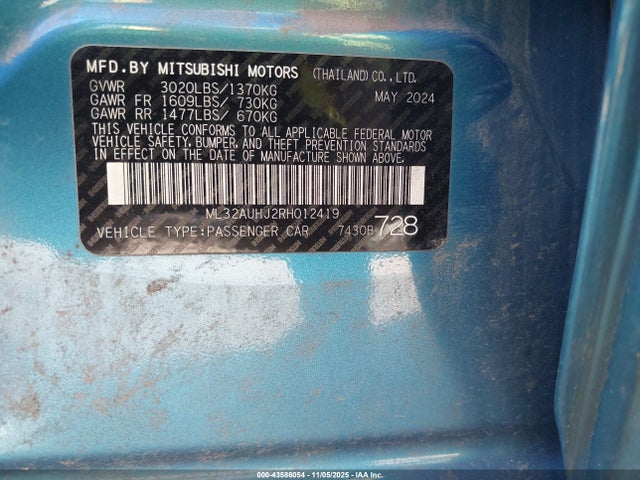 MFD.BY MITSUBISHI MOTORS (THAILAND) CO.,LTD.
GVWR 3020LBS/1370KG MAY 2024
GAWR FR 1609LBS/ 730KG
GAWR RR 1477LBS/ 670KG
THIS VEHICLE CONFORMS TO ALL APPLICABLE FEDERAL MOTOR
VEHICLE SAFETY, BUMPER, AND THEFT PREVENTION STANDARDS
IN EFFECT ON THE DATE OF MANUFACTURE SHOWN ABOVE.
ML32AUHJ2RH012419
VEHICLE TYPE:PASSENGER CAR 7430B 728
000-43586054 - 11/05/2025 - IAA Inc.